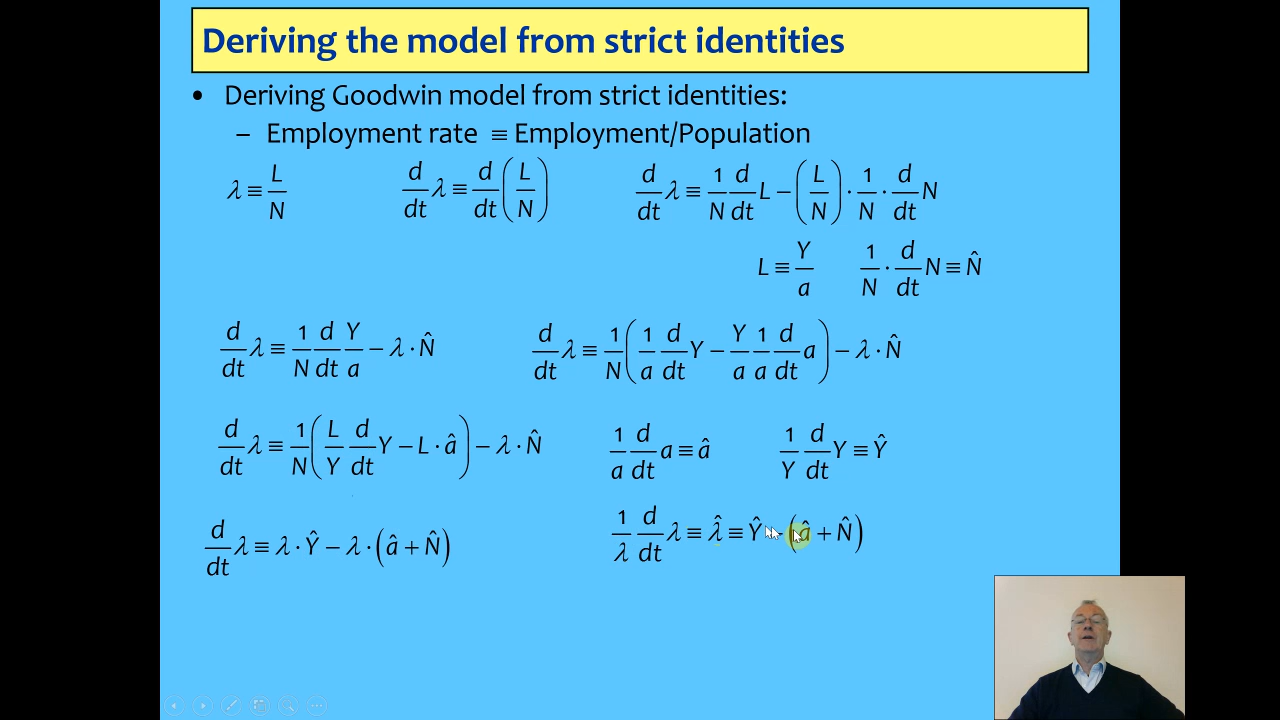 Deriving the model from strict identities
• Deriving Goodwin model from strict identities:
– Employment rate ≡ Employment/Population
λ ≡ L/N   d/dt λ ≡ d/dt (L/N)   d/dt λ ≡ 1/N d/dt L − (L/N) · 1/N · d/dt N
L ≡ Y/a   1/N · d/dt N ≡ N̂
d/dt λ ≡ 1/N d/dt Y/a − λ · N̂   d/dt λ ≡ 1/N (1/a d/dt Y − Y/a 1/a d/dt a) − λ · N̂
d/dt λ ≡ 1/N (L/Y d/dt Y − L · â) − λ · N̂   1/a d/dt a ≡ â   1/Y d/dt Y ≡ Ŷ
d/dt λ ≡ λ · Ŷ − λ · (â + N̂)   1/λ d/dt λ ≡ λ̂ ≡ Ŷ − (â + N̂)